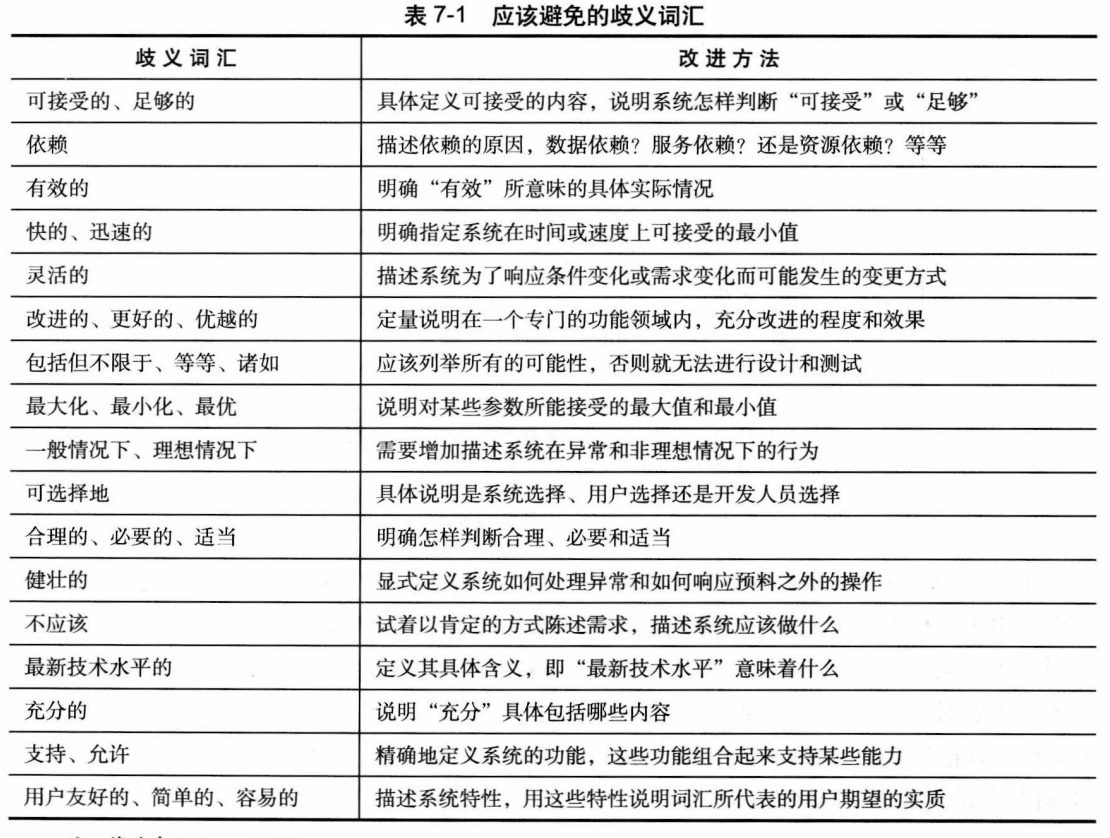 表 7-1 应该避免的歧义词汇
歧义词汇 改进方法
可接受的、足够的 具体定义可接受的内容，说明系统怎样判断“可接受”或“足够”
依赖 描述依赖的原因，数据依赖？服务依赖？还是资源依赖？等等
有效的 明确“有效”所意味的具体实际情况
快的、迅速的 明确指定系统在时间或速度上可接受的最小值
灵活的 描述系统为了响应条件变化或需求变化而可能发生的变更方式
改进的、更好的、优越的 定量说明在一个专门的功能领域内，充分改进的程度和效果
包括但不限于、等等、诸如 应该列举所有的可能性，否则就无法进行设计和测试
最大化、最小化、最优 说明对某些参数所能接受的最大值和最小值
一般情况下、理想情况下 需要增加描述系统在异常和非理想情况下的行为
可选择地 具体说明是系统选择、用户选择还是开发人员选择
合理的、必要的、适当 明确怎样判断合理、必要和适当
健壮的 显式定义系统如何处理异常和如何响应预料之外的操作
不应该 试着以肯定的方式陈述需求，描述系统应该做什么
最新技术水平的 定义其具体含义，即“最新技术水平”意味着什么
充分的 说明“充分”具体包括哪些内容
支持、允许 精确地定义系统的功能，这些功能组合起来支持某些能力
用户友好的、简单的、容易的 描述系统特性，用这些特性说明词汇所代表的用户期望的实质